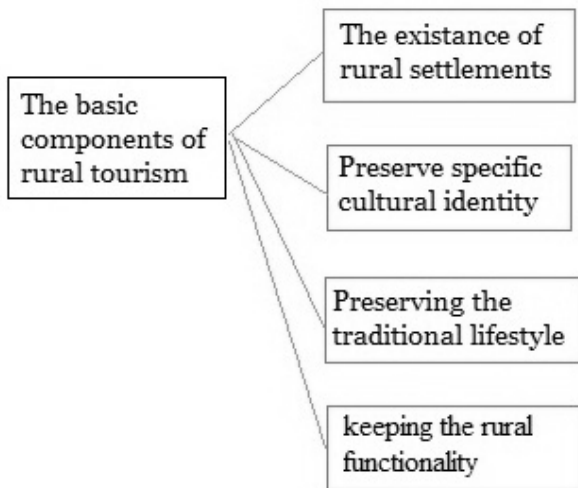 The basic
components of
rural tourism
The existance of
rural settlements
Preserve specific
cultural identity
Preserving the
traditional lifestyle
keeping the rural
functionality